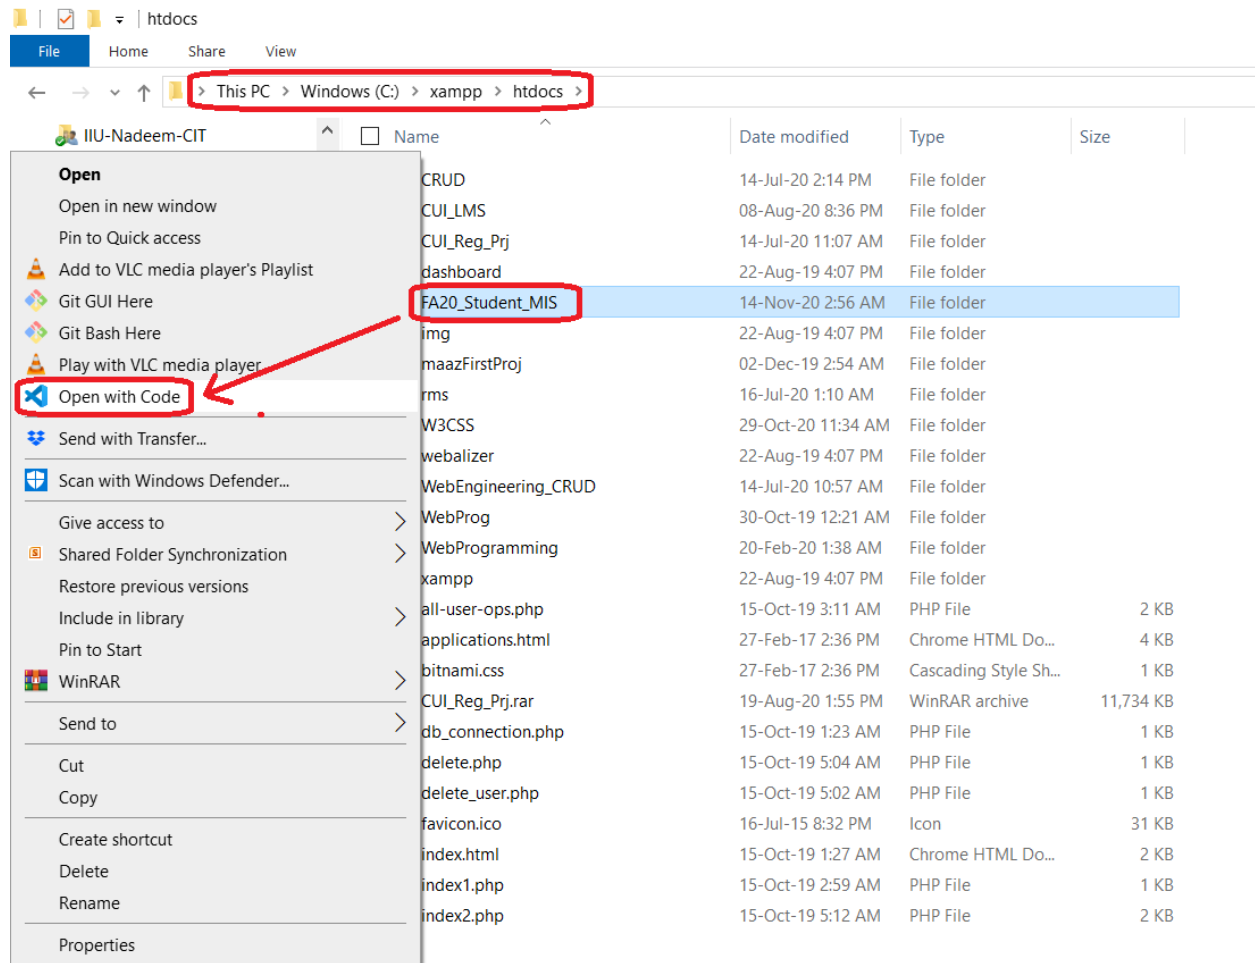 htdocs
File Home Share View
This PC > Windows (C:) > xampp > htdocs >
IIU-Nadeem-CIT
Name Date modified Type Size
Open
Open in new window
Pin to Quick access
Add to VLC media player's Playlist
Git GUI Here
Git Bash Here
Play with VLC media player
Open with Code
Send with Transfer...
Scan with Windows Defender...
Give access to
Shared Folder Synchronization
Restore previous versions
Include in library
Pin to Start
WinRAR
Send to
Cut
Copy
Create shortcut
Delete
Rename
Properties
CRUD 14-Jul-20 2:14 PM File folder
CUI_LMS 08-Aug-20 8:36 PM File folder
CUI_Reg_Prj 14-Jul-20 11:07 AM File folder
dashboard 22-Aug-19 4:07 PM File folder
FA20_Student_MIS 14-Nov-20 2:56 AM File folder
img 22-Aug-19 4:07 PM File folder
maazFirstProj 02-Dec-19 2:54 AM File folder
rms 16-Jul-20 1:10 AM File folder
W3CSS 29-Oct-20 11:34 AM File folder
webalizer 22-Aug-19 4:07 PM File folder
WebEngineering_CRUD 14-Jul-20 10:57 AM File folder
WebProg 30-Oct-19 12:21 AM File folder
WebProgramming 20-Feb-20 1:38 AM File folder
xampp 22-Aug-19 4:07 PM File folder
all-user-ops.php 15-Oct-19 3:11 AM PHP File 2 KB
applications.html 27-Feb-17 2:36 PM Chrome HTML Do... 4 KB
bitnami.css 27-Feb-17 2:36 PM Cascading Style Sh... 1 KB
CUI_Reg_Prj.rar 19-Aug-20 1:55 PM WinRAR archive 11,734 KB
db_connection.php 15-Oct-19 1:23 AM PHP File 1 KB
delete.php 15-Oct-19 5:04 AM PHP File 1 KB
delete_user.php 15-Oct-19 5:02 AM PHP File 1 KB
favicon.ico 16-Jul-15 8:32 PM Icon 31 KB
index.html 15-Oct-19 1:27 AM Chrome HTML Do... 2 KB
index1.php 15-Oct-19 2:59 AM PHP File 1 KB
index2.php 15-Oct-19 5:12 AM PHP File 2 KB